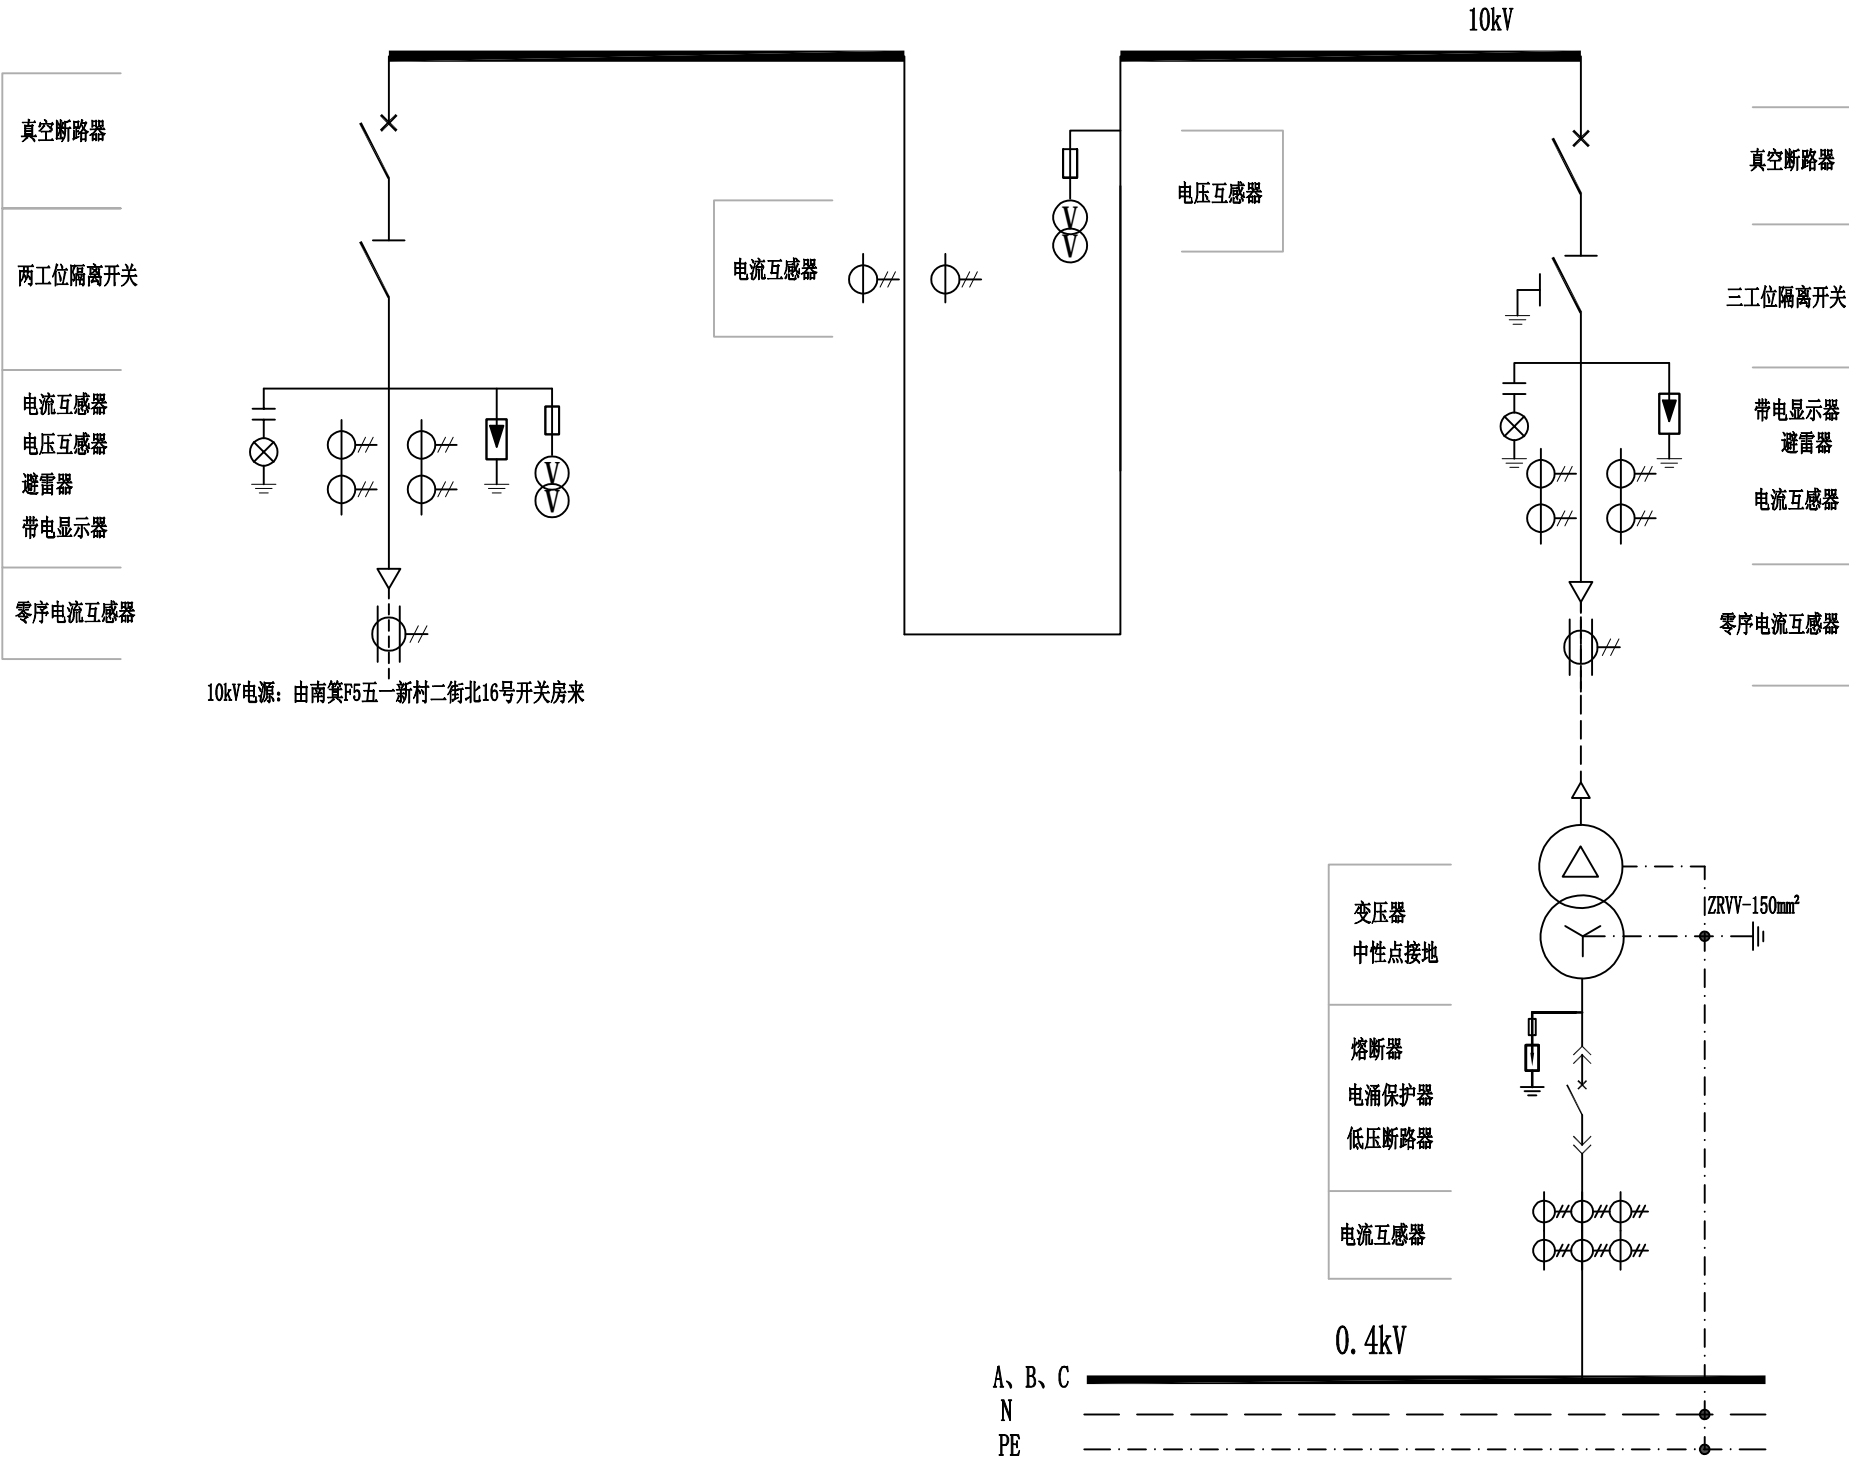 10kV
真空断路器
两工位隔离开关
电流互感器
电压互感器
避雷器
带电显示器
零序电流互感器
10kV电源：由南箕F5五一新村二街北16号开关房来
电流互感器
V
V
V
V
电压互感器
真空断路器
三工位隔离开关
带电显示器
避雷器
电流互感器
零序电流互感器
变压器
中性点接地
ZRVV-150mm²
熔断器
电涌保护器
低压断路器
电流互感器
0.4kV
A、B、C
N
PE